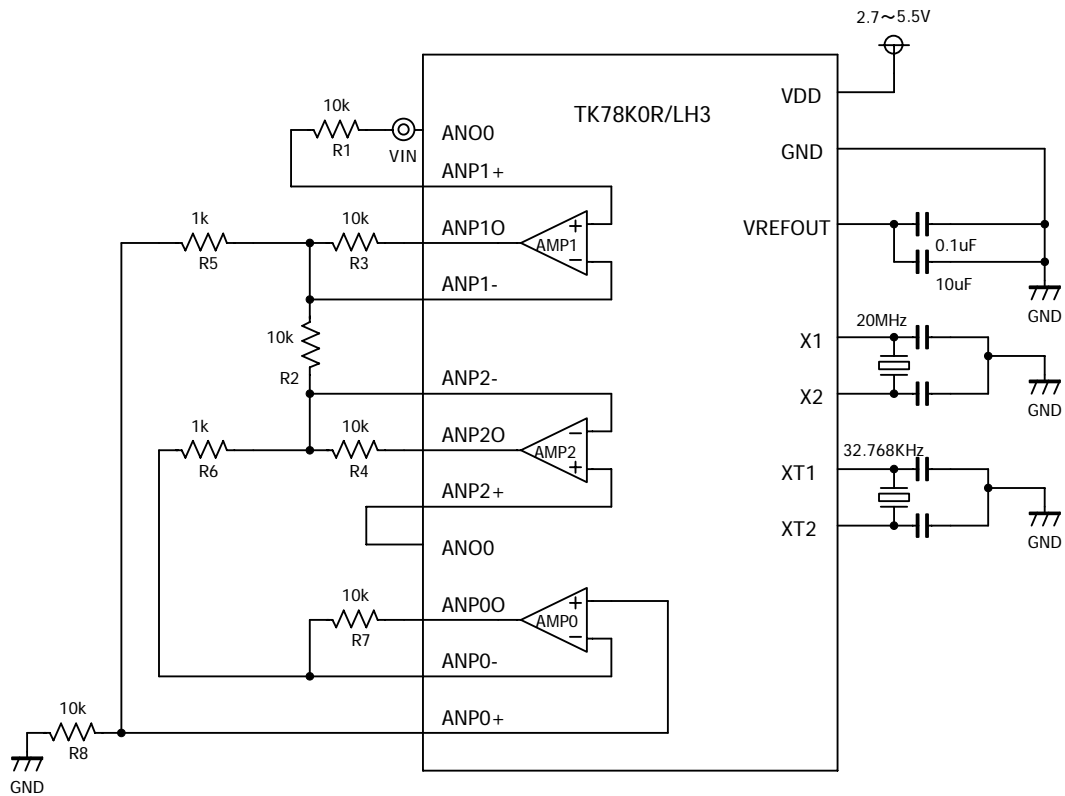 2.7～5.5V
VDD
TK78K0R/LH3
10k
R1
VIN
ANO0
GND
ANP1+
1k
R5
10k
R3
ANP1O
+
AMP1
−
VREFOUT
0.1uF
10uF
GND
ANP1-
10k
R2
20MHz
X1
X2
GND
ANP2-
1k
R6
10k
R4
ANP2O
−
AMP2
+
32.768KHz
XT1
XT2
GND
ANP2+
ANO0
10k
R7
ANP0O
+
AMP0
−
ANP0-
ANP0+
10k
R8
GND